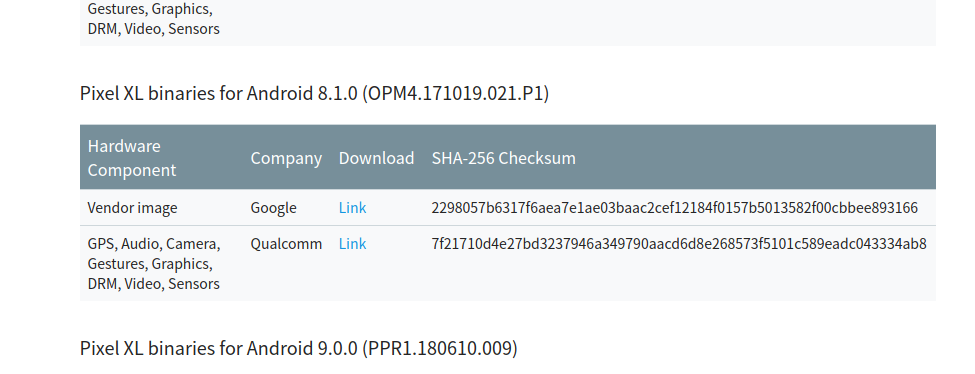 Gestures, Graphics,
DRM, Video, Sensors
Pixel XL binaries for Android 8.1.0 (OPM4.171019.021.P1)
Hardware
Component
Company
Download
SHA-256 Checksum
Vendor image
Google
Link
2298057b6317f6aea7e1ae03baac2cef12184f0157b5013582f00cbbee893166
GPS, Audio, Camera,
Gestures, Graphics,
DRM, Video, Sensors
Qualcomm
Link
7f21710d4e27bd3237946a349790aacd6d8e268573f5101c589eadc043334ab8
Pixel XL binaries for Android 9.0.0 (PPR1.180610.009)